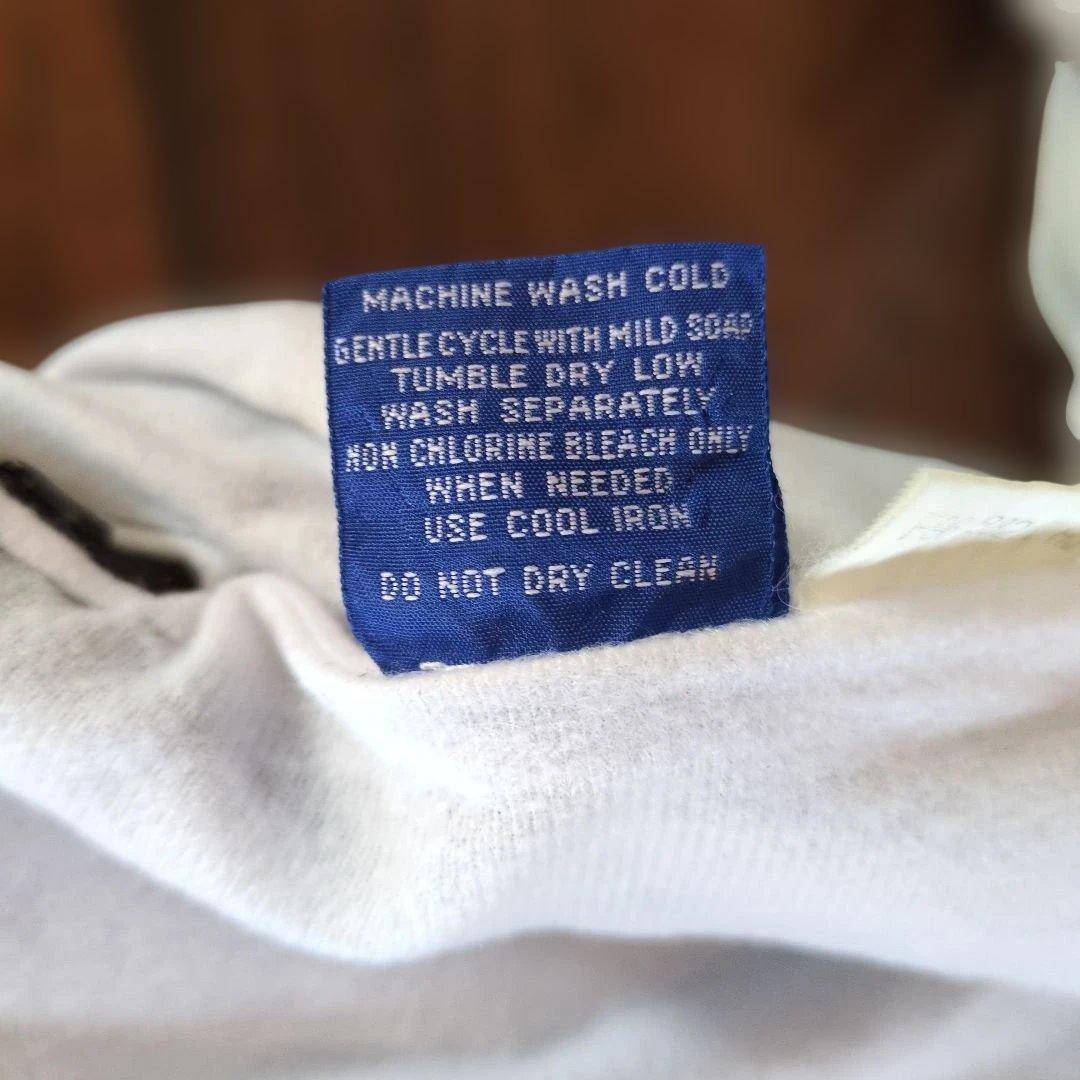 MACHINE WASH COLD
GENTLE CYCLE WITH MILD SOAP
TUMBLE DRY LOW
WASH SEPARATELY
NON CHLORINE BLEACH ONLY
WHEN NEEDED
USE COOL IRON
DO NOT DRY CLEAN